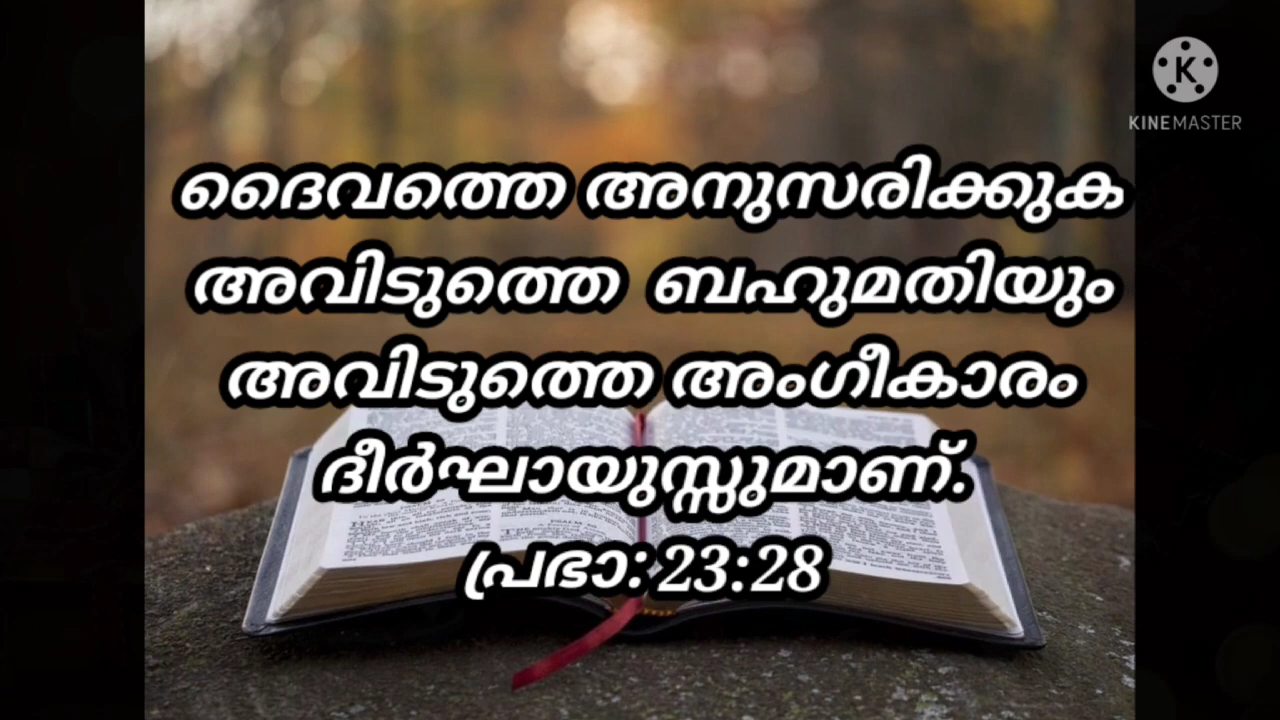 KINEMASTER
ദൈവത്തെ അനുസരിക്കുക
അവിടുത്തെ ബഹുമതിയും
അവിടുത്തെ അംഗീകാരം
ദീർഘായുസ്സുമാണ്.
പ്രഭാ: 23:28